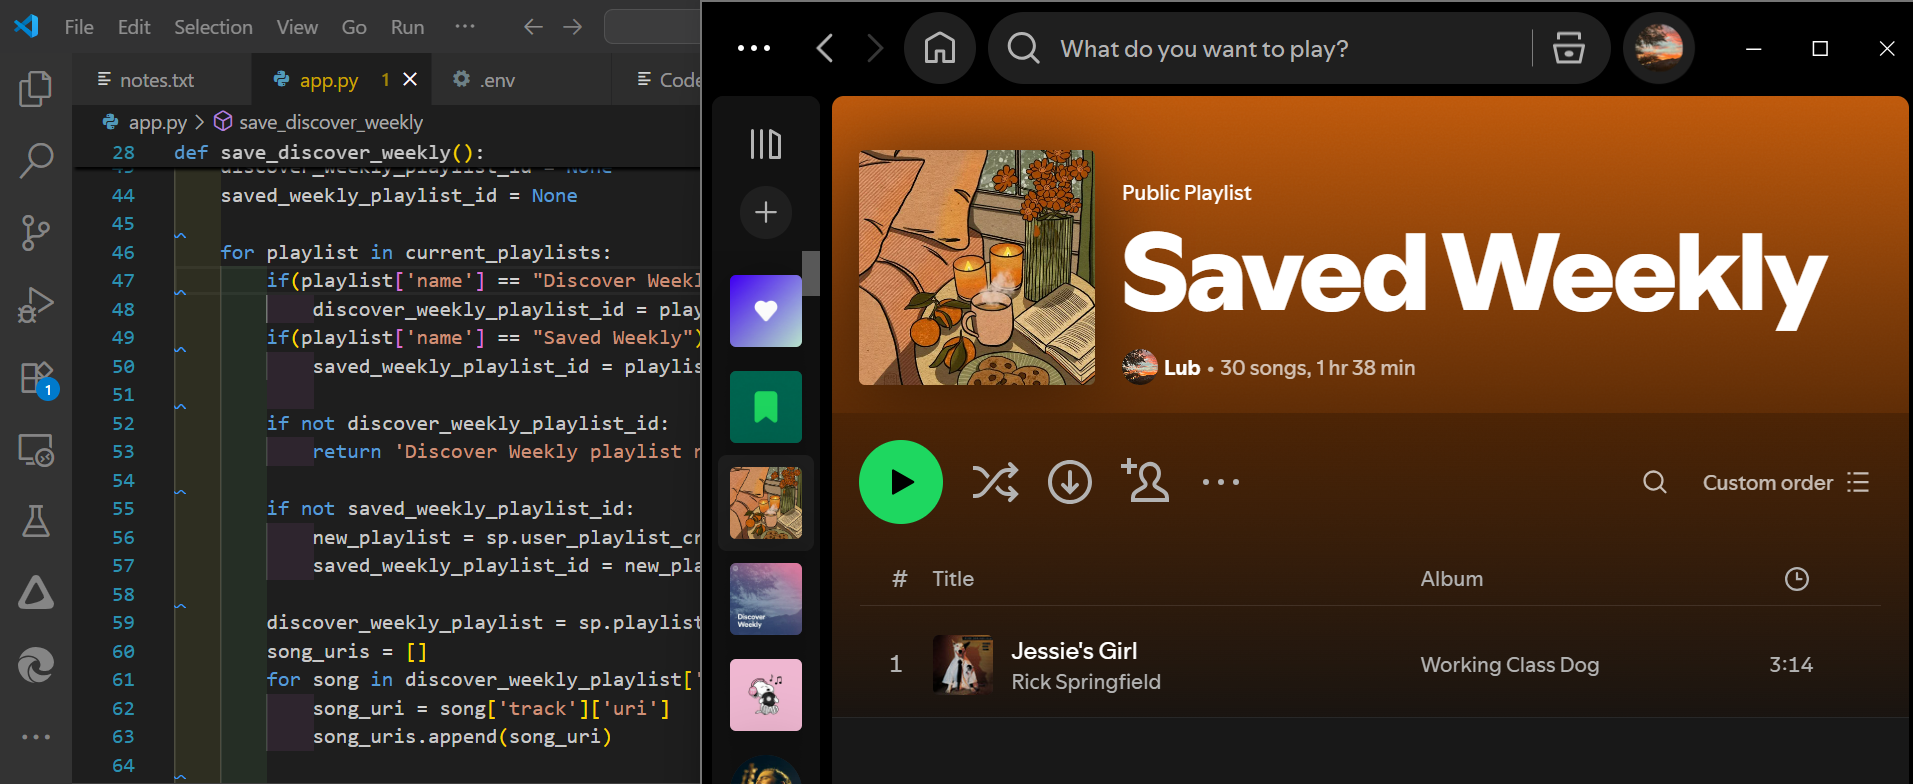 File Edit Selection View Go Run ...
notes.txt app.py 1 .env Code
app.py > save_discover_weekly
28 def save_discover_weekly():
44 saved_weekly_playlist_id = None
45
46 for playlist in current_playlists:
47 if(playlist['name'] == "Discover Weekl
48 discover_weekly_playlist_id = play
49 if(playlist['name'] == "Saved Weekly")
50 saved_weekly_playlist_id = playlis
51
52 if not discover_weekly_playlist_id:
53 return 'Discover Weekly playlist n
54
55 if not saved_weekly_playlist_id:
56 new_playlist = sp.user_playlist_cr
57 saved_weekly_playlist_id = new_pla
58
59 discover_weekly_playlist = sp.playlist
60 song_uris = []
61 for song in discover_weekly_playlist['
62 song_uri = song['track']['uri']
63 song_uris.append(song_uri)
64
1
What do you want to play?
Discover
Weekly
Public Playlist
Saved Weekly
Lub • 30 songs, 1 hr 38 min
Custom order
# Title Album
1 Jessie's Girl Working Class Dog 3:14
Rick Springfield